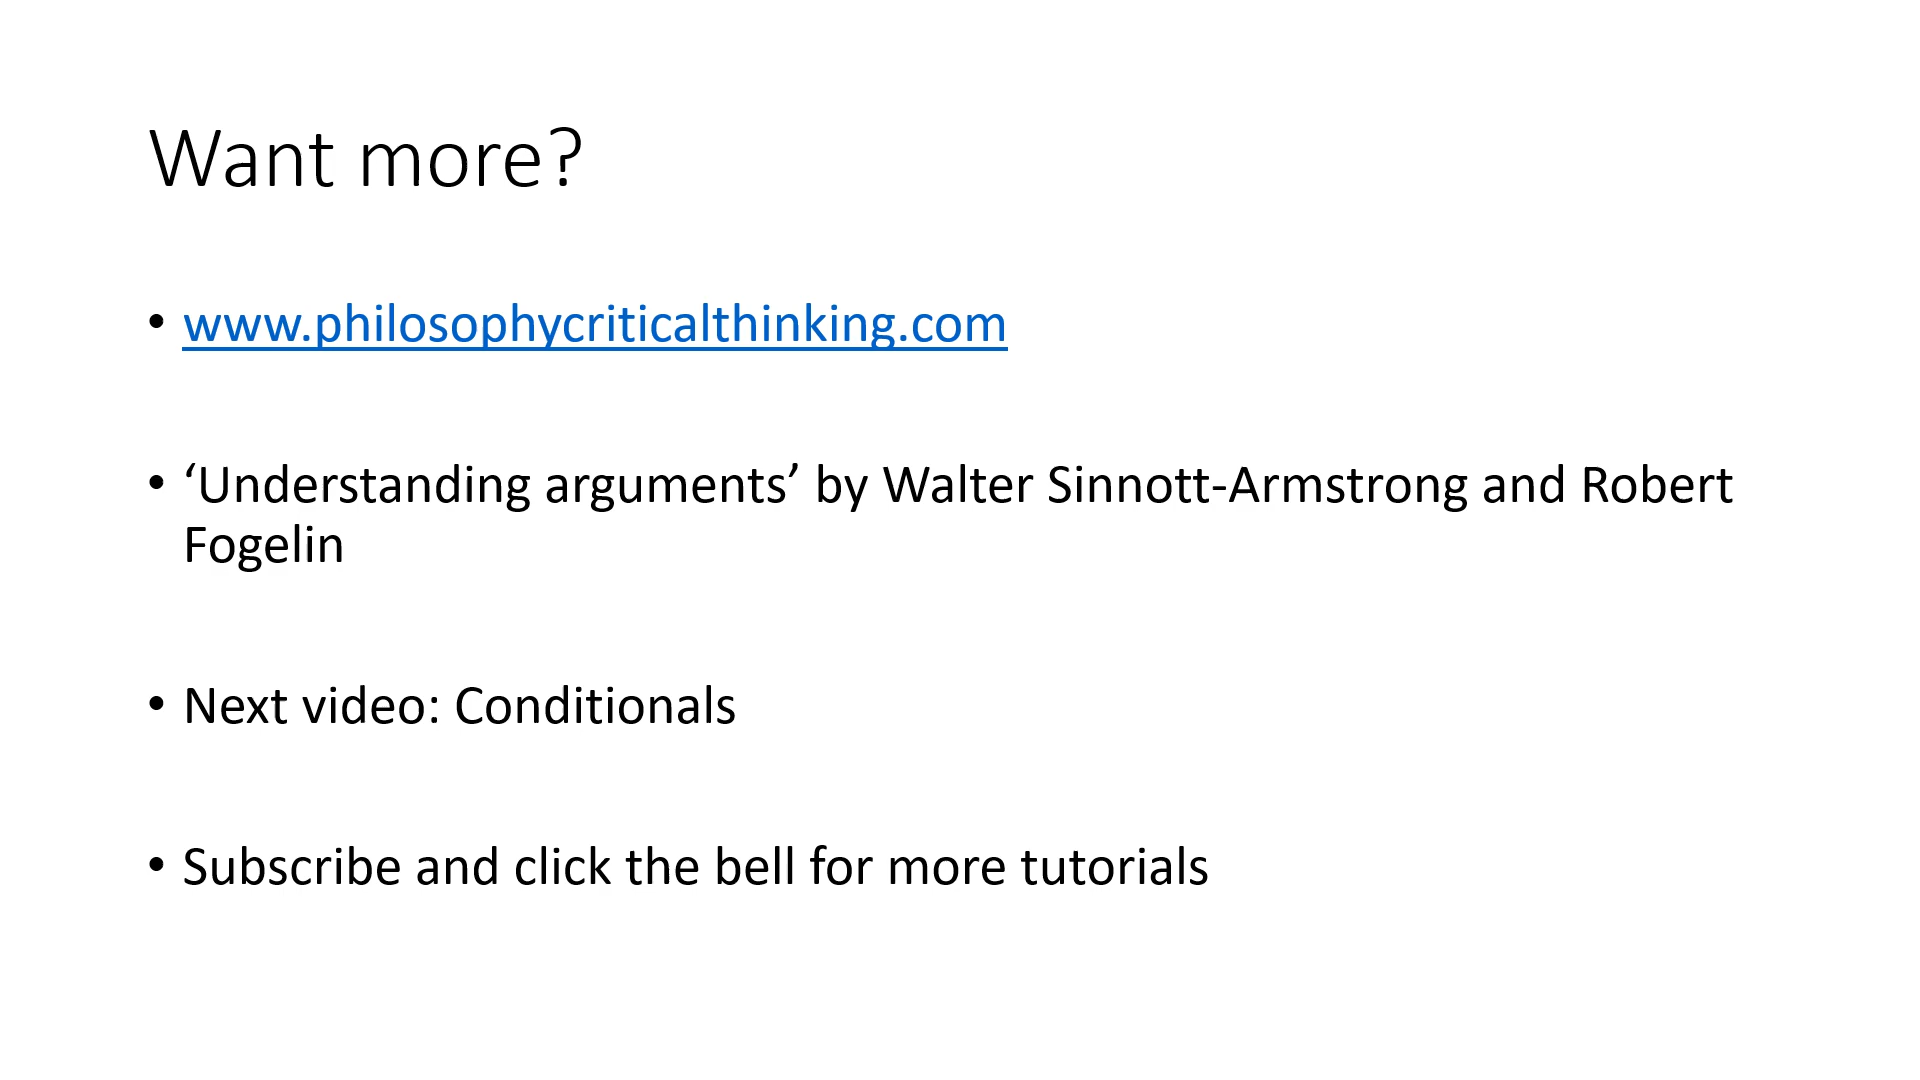 Want more?
• www.philosophycriticalthinking.com
• ‘Understanding arguments’ by Walter Sinnott-Armstrong and Robert
Fogelin
• Next video: Conditionals
• Subscribe and click the bell for more tutorials